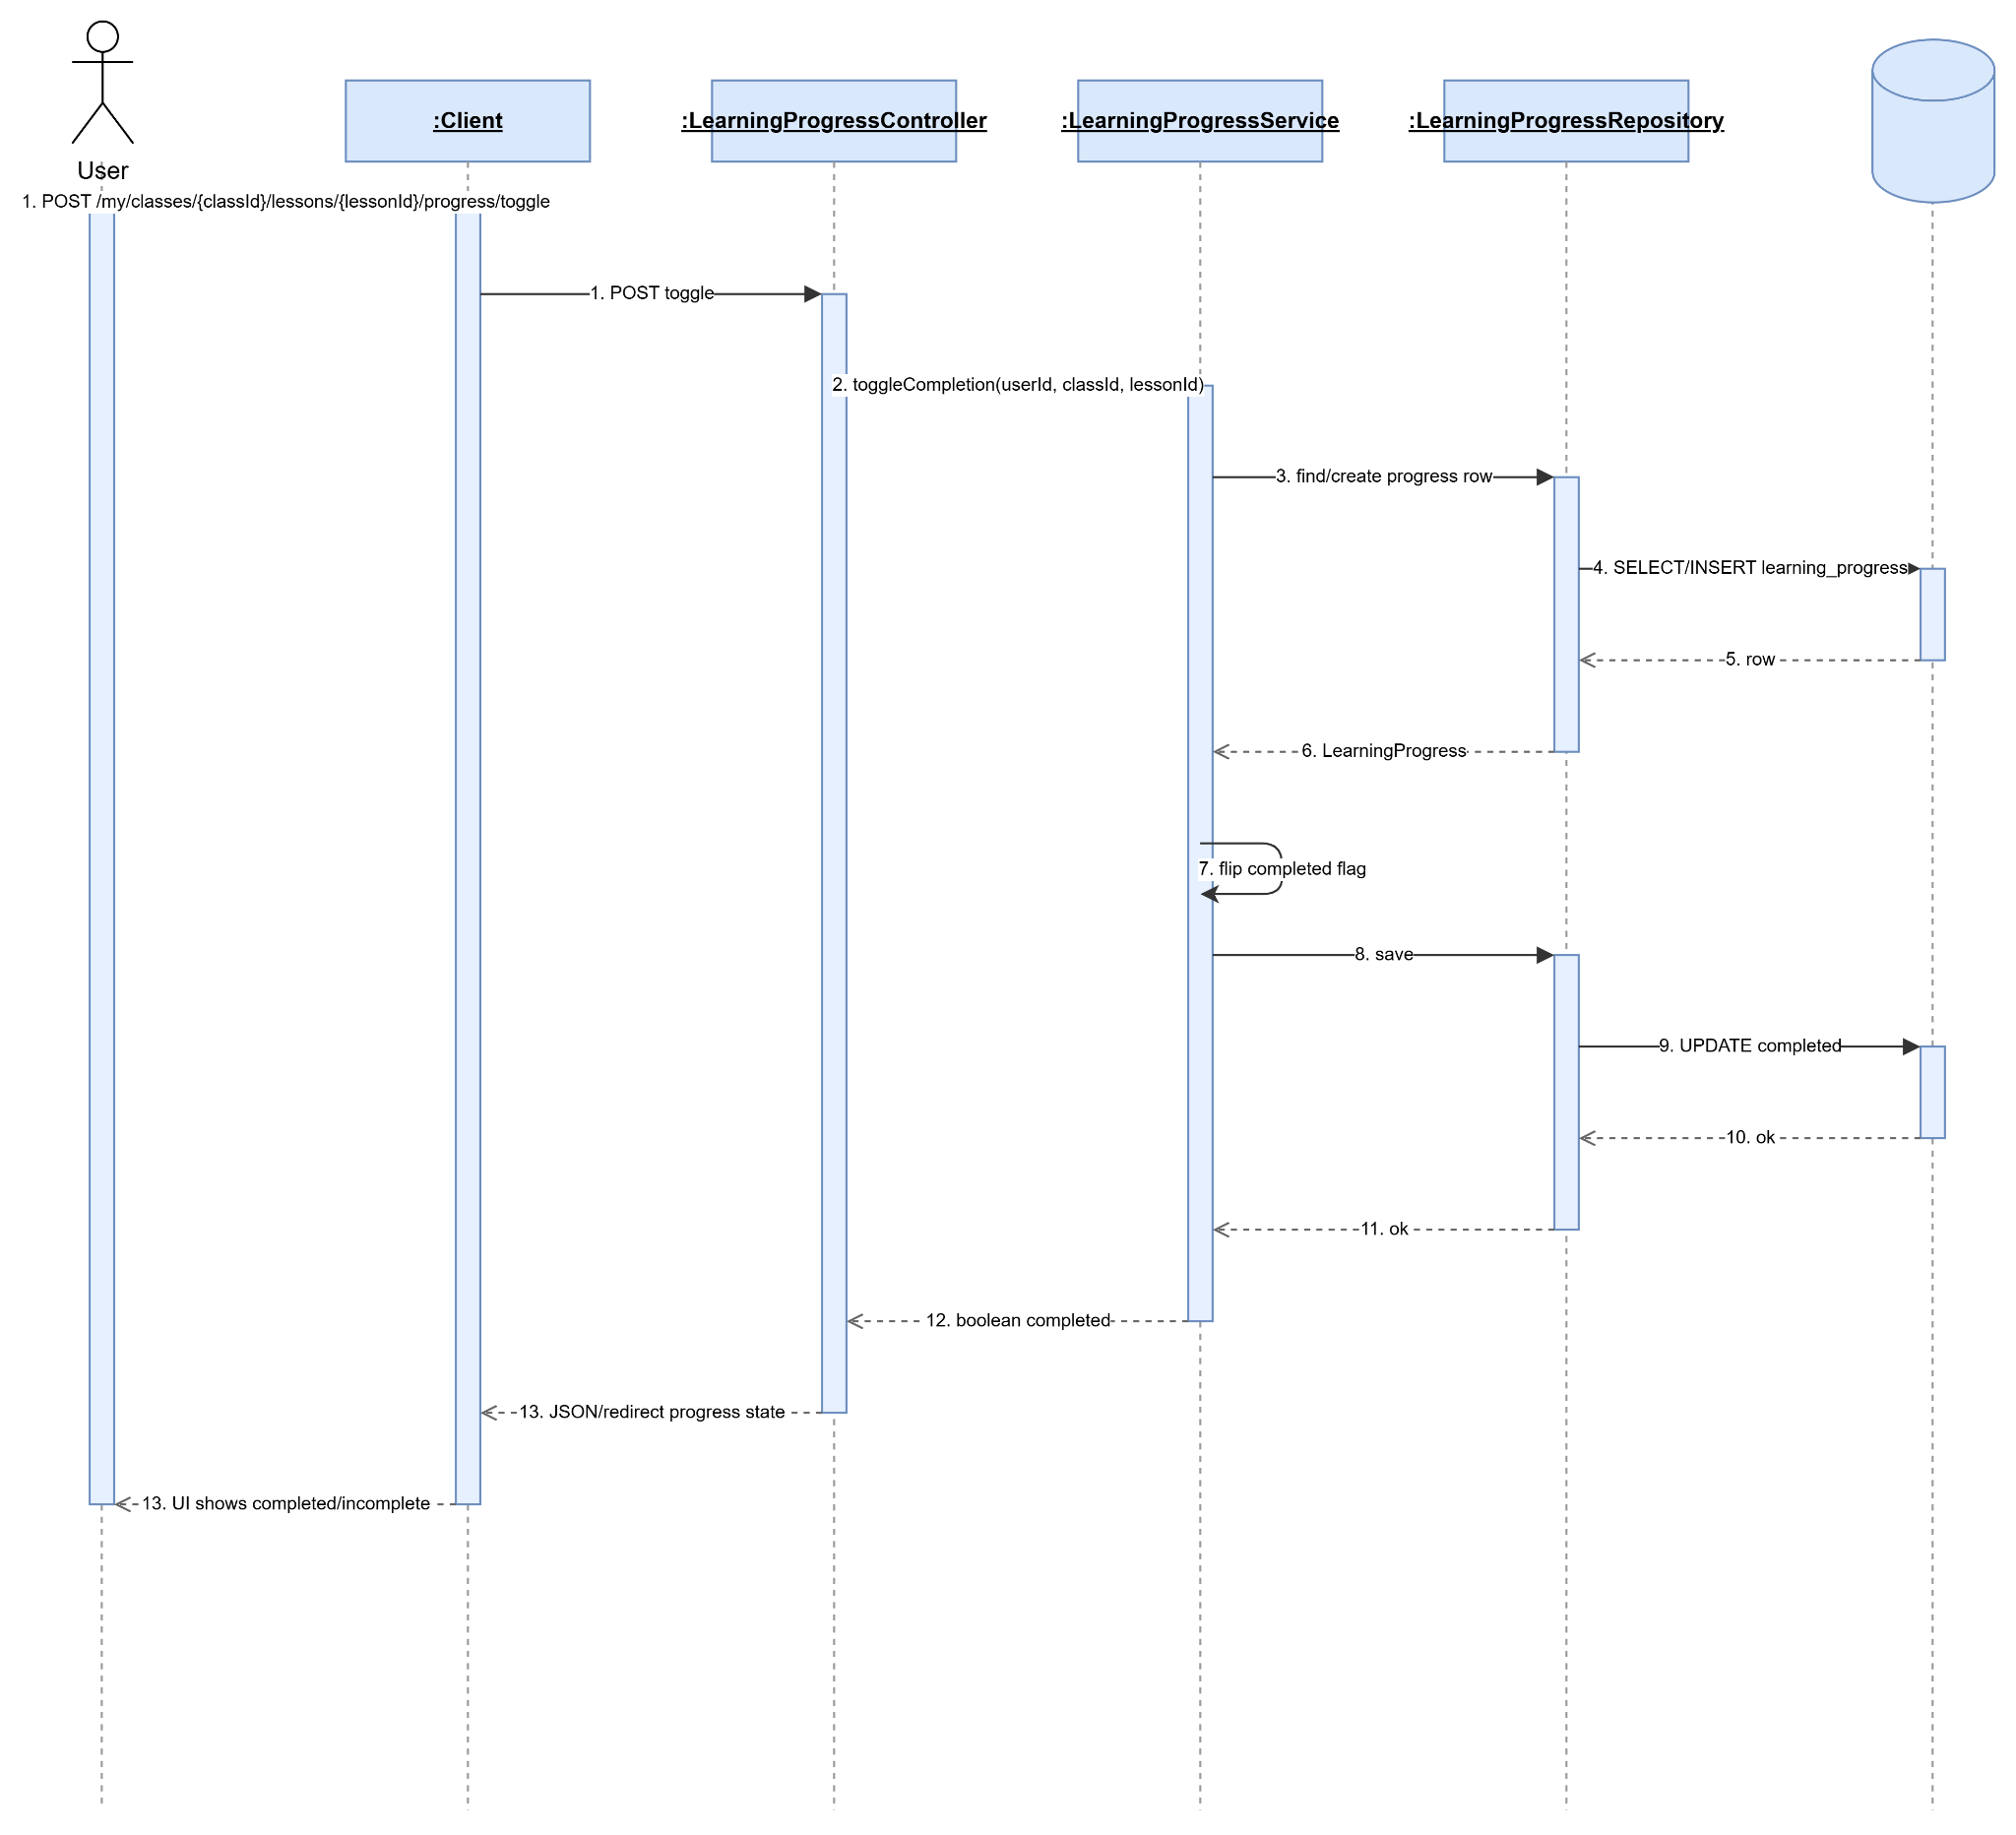 :Client
:LearningProgressController
:LearningProgressService
:LearningProgressRepository
User
1. POST /my/classes/{classId}/lessons/{lessonId}/progress/toggle
1. POST toggle
2. toggleCompletion(userId, classId, lessonId)
3. find/create progress row
4. SELECT/INSERT learning_progress
5. row
6. LearningProgress
7. flip completed flag
8. save
9. UPDATE completed
10. ok
11. ok
12. boolean completed
13. JSON/redirect progress state
13. UI shows completed/incomplete